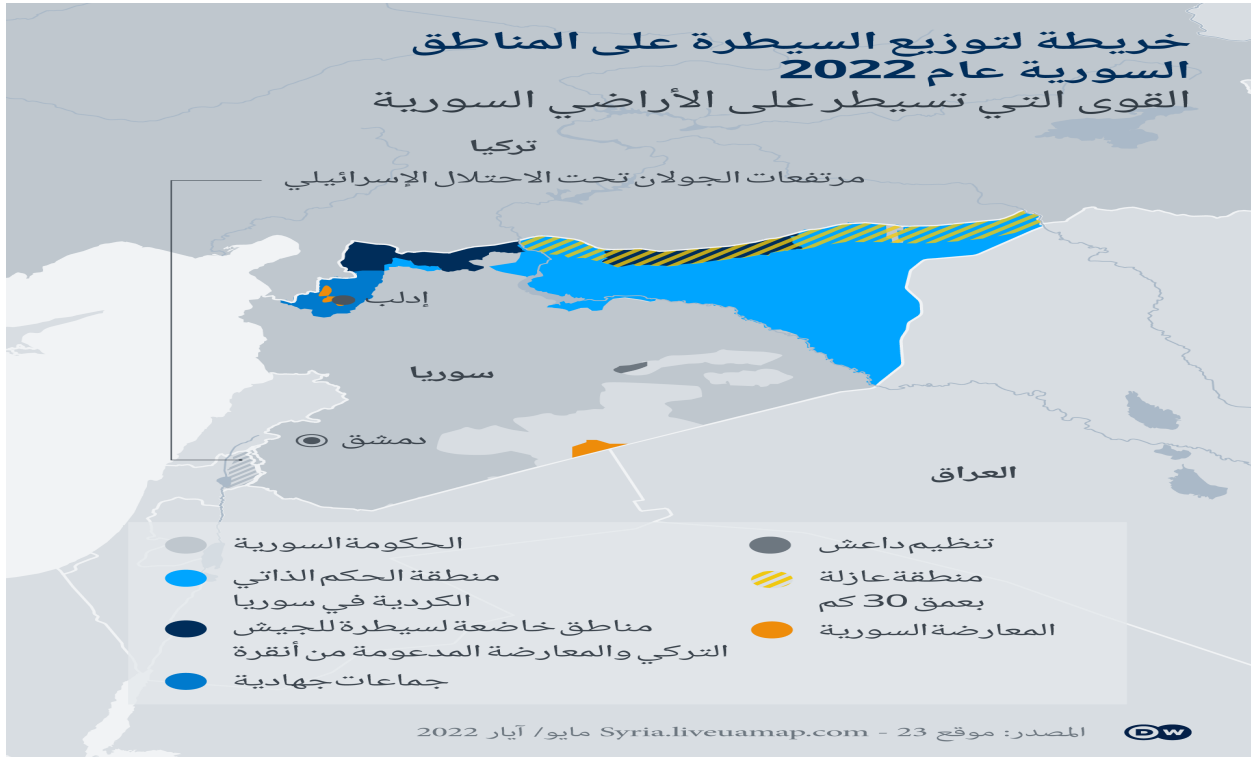 خريطة لتوزيع السيطرة على المناطق
السورية عام 2022
القوى التي تسيطر على الأراضي السورية
تركيا
مرتفعات الجولان تحت الاحتلال الإسرائيلي
إدلب
سوريا
دمشق
العراق
تنظيم داعش
منطقة عازلة
بعمق 30 كم
المعارضة السورية
الحكومة السورية
منطقة الحكم الذاتي
الكردية في سوريا
مناطق خاضعة لسيطرة للجيش
التركي والمعارضة المدعومة من أنقرة
جماعات جهادية
المصدر: موقع Syria.liveuamap.com - 23 مايو/ آيار 2022
DW